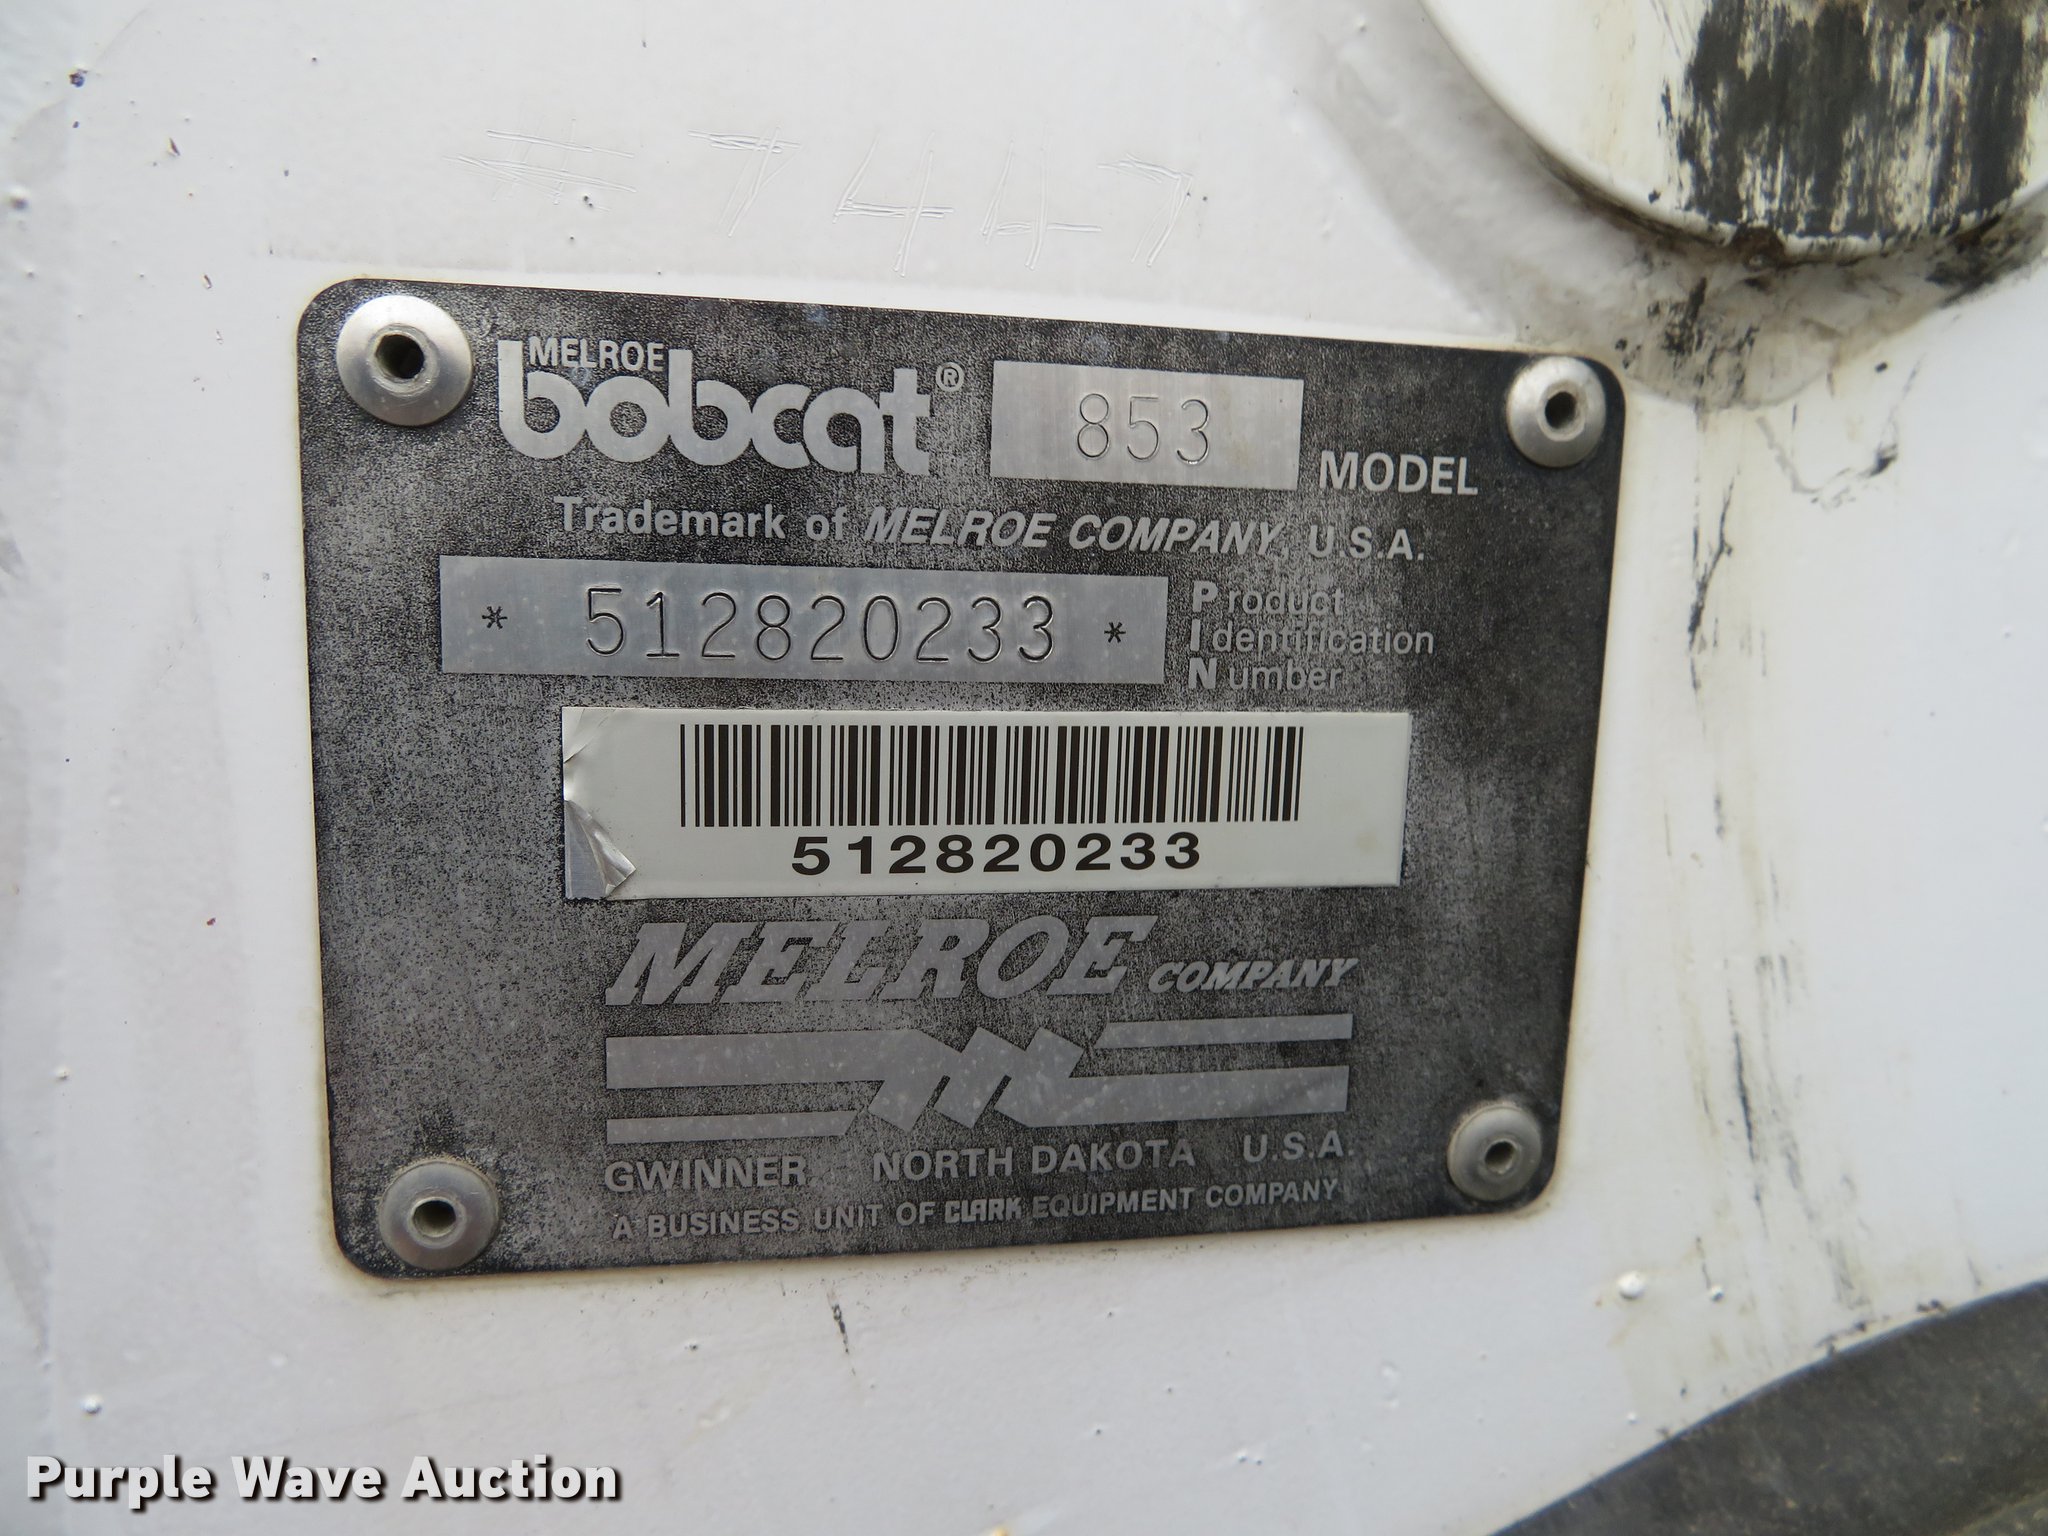 #7447
MELROE
bobcat® 853 MODEL
Trademark of MELROE COMPANY, U.S.A.
* 512820233 * Product
Identification
Number
512820233
MELROE COMPANY
GWINNER NORTH DAKOTA U.S.A.
A BUSINESS UNIT OF CLARK EQUIPMENT COMPANY
Purple Wave Auction